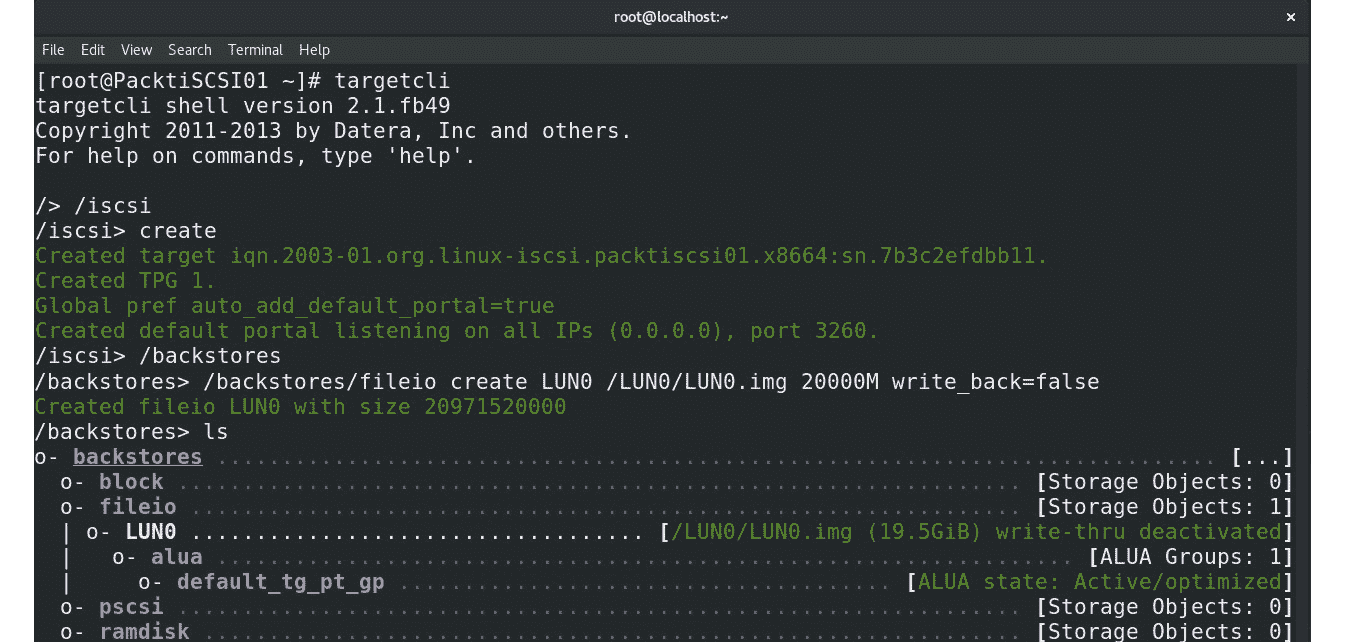 root@localhost:~ ×
File Edit View Search Terminal Help
[root@PacktiSCSI01 ~]# targetcli
targetcli shell version 2.1.fb49
Copyright 2011-2013 by Datera, Inc and others.
For help on commands, type 'help'.
/> /iscsi
/iscsi> create
Created target iqn.2003-01.org.linux-iscsi.packtiscsi01.x8664:sn.7b3c2efdbb11.
Created TPG 1.
Global pref auto_add_default_portal=true
Created default portal listening on all IPs (0.0.0.0), port 3260.
/iscsi> /backstores
/backstores> /backstores/fileio create LUN0 /LUN0/LUN0.img 20000M write_back=false
Created fileio LUN0 with size 20971520000
/backstores> ls
o- backstores ............................................................................. [...]
  o- block ................................................................. [Storage Objects: 0]
  o- fileio ................................................................ [Storage Objects: 1]
  | o- LUN0 ................................... [/LUN0/LUN0.img (19.5GiB) write-thru deactivated]
  |   o- alua .................................................................. [ALUA Groups: 1]
  |     o- default_tg_pt_gp ...................................... [ALUA state: Active/optimized]
  o- pscsi ................................................................. [Storage Objects: 0]
  o- ramdisk ............................................................... [Storage Objects: 0]